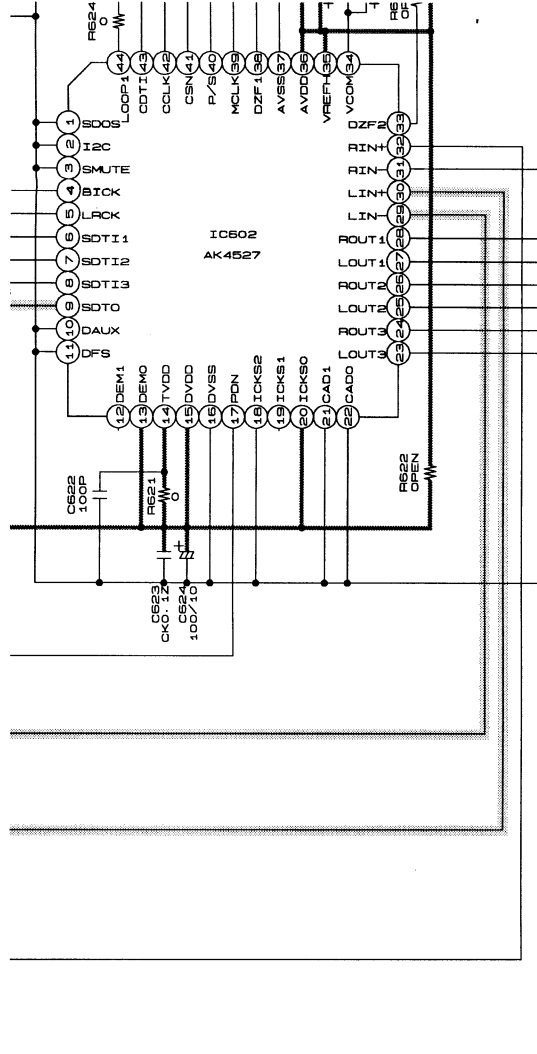 R624
0
44 43 42 41 40 39 38 37 36 35 34
LOOP1 CDTI CCLK CSN P/S MCLK DZF1 AVSS AVDD VREFH VCOM
1 SDOS
2 I2C
3 SMUTE
4 BICK
5 LRCK
6 SDTI1
7 SDTI2
8 SDTI3
9 SDTO
10 DAUX
11 DFS
IC602
AK4527
DZF2 33
RIN+ 32
RIN- 31
LIN+ 30
LIN- 29
ROUT1 28
LOUT1 27
ROUT2 26
LOUT2 25
ROUT3 24
LOUT3 23
DEM1 DEM0 TVDD DVDD DVSS PDN ICKS2 ICKS1 ICKS0 CAD1 CAD0
12 13 14 15 16 17 18 19 20 21 22
C622
100P
R621
0
R622
OPEN
+
C623
CK0.1Z
C624
100/10